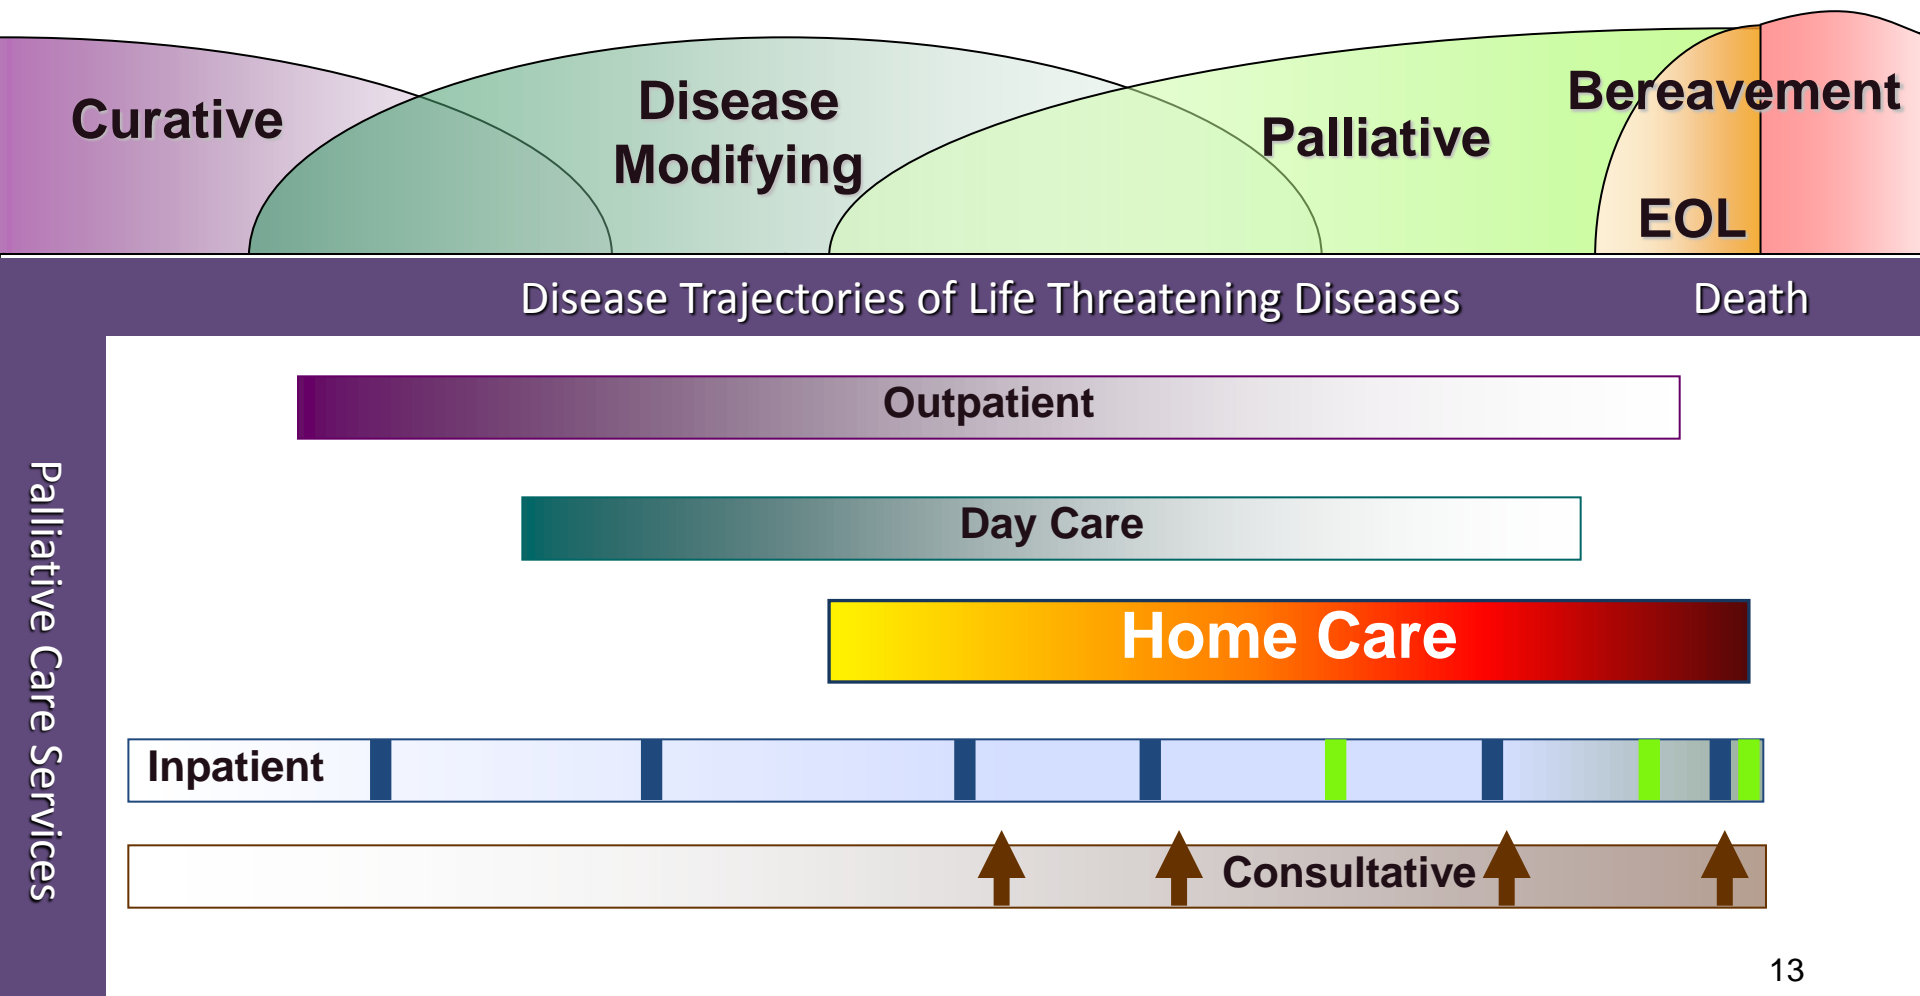 Curative
Disease
Modifying
Palliative
Bereavement
EOL
Disease Trajectories of Life Threatening Diseases
Death
Palliative Care Services
Outpatient
Day Care
Home Care
Inpatient
Consultative
13